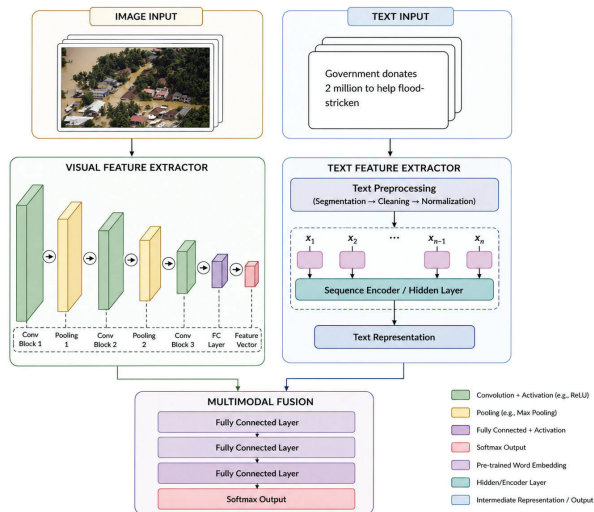 IMAGE INPUT
TEXT INPUT
Government donates
2 million to help flood-
stricken
VISUAL FEATURE EXTRACTOR
Conv
Block 1
Pooling
1
Conv
Block 2
Pooling
2
Conv
Block 3
FC
Layer
Feature
Vector
TEXT FEATURE EXTRACTOR
Text Preprocessing
(Segmentation → Cleaning → Normalization)
x₁ x₂ ... xₙ₋₁ xₙ
Sequence Encoder / Hidden Layer
Text Representation
MULTIMODAL FUSION
Fully Connected Layer
Fully Connected Layer
Fully Connected Layer
Softmax Output
Convolution + Activation (e.g., ReLU)
Pooling (e.g., Max Pooling)
Fully Connected + Activation
Softmax Output
Pre-trained Word Embedding
Hidden/Encoder Layer
Intermediate Representation / Output